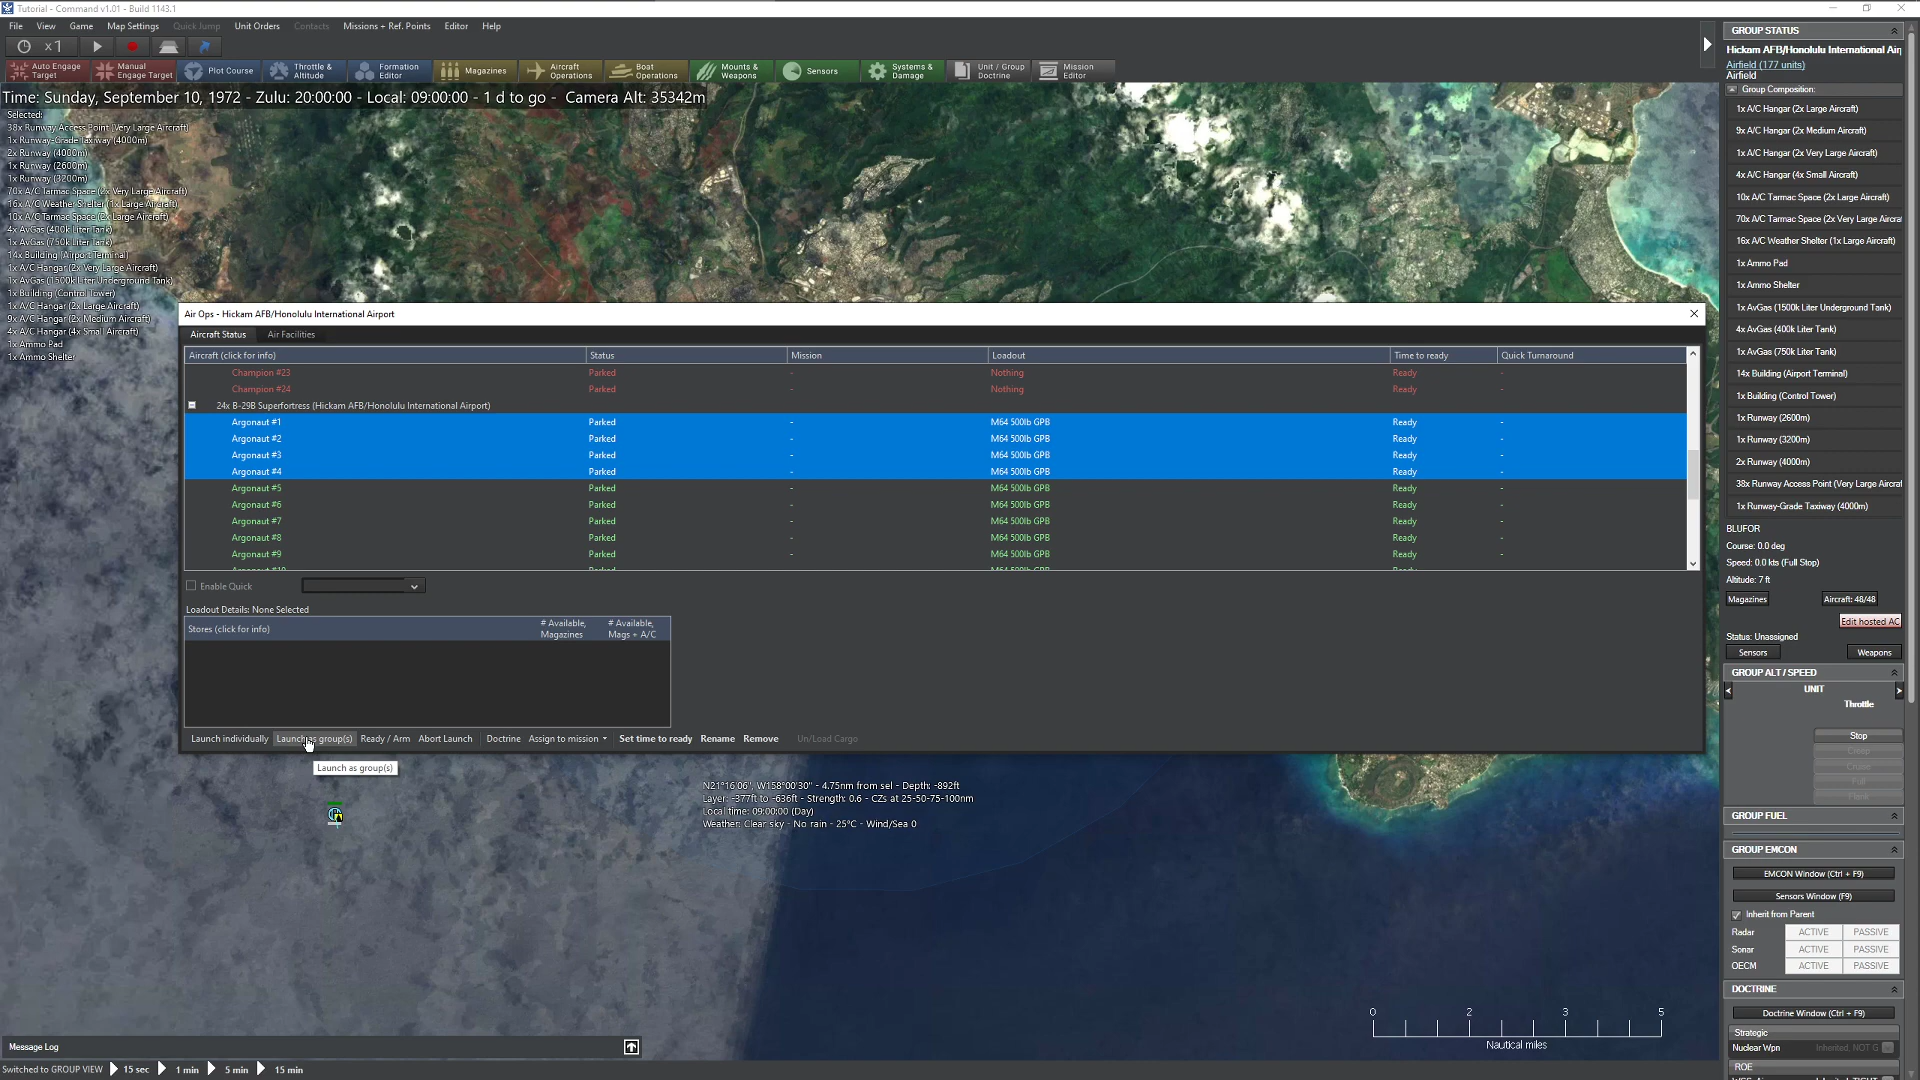 Tutorial - Command v1.01 - Build 1143.1
File View Game Map Settings Quick Jump Unit Orders Contacts Missions + Ref. Points Editor Help
x1
Auto Engage Target
Manual Engage Target
Plot Course
Throttle & Altitude
Formation Editor
Magazines
Aircraft Operations
Boat Operations
Mounts & Weapons
Sensors
Systems & Damage
Unit / Group Doctrine
Mission Editor
Time: Sunday, September 10, 1972 - Zulu: 20:00:00 - Local: 09:00:00 - 1 d to go - Camera Alt: 35342m
Selected:
38x Runway Access Point (Very Large Aircraft)
1x Runway-Grade Taxiway (4000m)
2x Runway (4000m)
1x Runway (2600m)
1x Runway (3200m)
70x A/C Tarmac Space (2x Very Large Aircraft)
16x A/C Weather Shelter (1x Large Aircraft)
10x A/C Tarmac Space (2x Large Aircraft)
4x AvGas (400k Liter Tank)
1x AvGas (750k Liter Tank)
14x Building (Airport Terminal)
1x A/C Hangar (2x Very Large Aircraft)
1x AvGas (1500k Liter Underground Tank)
1x Building (Control Tower)
1x A/C Hangar (2x Large Aircraft)
9x A/C Hangar (2x Medium Aircraft)
4x A/C Hangar (4x Small Aircraft)
1x Ammo Pad
1x Ammo Shelter
Air Ops - Hickam AFB/Honolulu International Airport
Aircraft Status Air Facilities
Aircraft (click for info) Status Mission Loadout Time to ready Quick Turnaround
Champion #23 Parked - Nothing Ready -
Champion #24 Parked - Nothing Ready -
24x B-29B Superfortress (Hickam AFB/Honolulu International Airport)
Argonaut #1 Parked - M64 500lb GPB Ready -
Argonaut #2 Parked - M64 500lb GPB Ready -
Argonaut #3 Parked - M64 500lb GPB Ready -
Argonaut #4 Parked - M64 500lb GPB Ready -
Argonaut #5 Parked - M64 500lb GPB Ready -
Argonaut #6 Parked - M64 500lb GPB Ready -
Argonaut #7 Parked - M64 500lb GPB Ready -
Argonaut #8 Parked - M64 500lb GPB Ready -
Argonaut #9 Parked - M64 500lb GPB Ready -
Argonaut #10 Parked - M64 500lb GPB Ready -
Enable Quick
Loadout Details: None Selected
Stores (click for info) # Available, Magazines # Available, Mags + A/C
Launch individually Launch as group(s) Ready / Arm Abort Launch Doctrine Assign to mission Set time to ready Rename Remove Un/Load Cargo
Launch as group(s)
N21°16'06", W158°00'30" - 4.75nm from sel - Depth: -892ft
Layer: -377ft to -636ft - Strength: 0.6 - CZs at 25-50-75-100nm
Local time: 09:00:00 (Day)
Weather: Clear sky - No rain - 25°C - Wind/Sea 0
0 2 3 5
Nautical miles
Message Log
Switched to GROUP VIEW 15 sec 1 min 5 min 15 min
GROUP STATUS
Hickam AFB/Honolulu International Air
Airfield (177 units)
Airfield
Group Composition:
1x A/C Hangar (2x Large Aircraft)
9x A/C Hangar (2x Medium Aircraft)
1x A/C Hangar (2x Very Large Aircraft)
4x A/C Hangar (4x Small Aircraft)
10x A/C Tarmac Space (2x Large Aircraft)
70x A/C Tarmac Space (2x Very Large Aircraf
16x A/C Weather Shelter (1x Large Aircraft)
1x Ammo Pad
1x Ammo Shelter
1x AvGas (1500k Liter Underground Tank)
4x AvGas (400k Liter Tank)
1x AvGas (750k Liter Tank)
14x Building (Airport Terminal)
1x Building (Control Tower)
1x Runway (2600m)
1x Runway (3200m)
2x Runway (4000m)
38x Runway Access Point (Very Large Aircraf
1x Runway-Grade Taxiway (4000m)
BLUFOR
Course: 0.0 deg
Speed: 0.0 kts (Full Stop)
Altitude: 7 ft
Magazines Aircraft: 48/48
Edit hosted AC
Status: Unassigned
Sensors Weapons
GROUP ALT / SPEED
UNIT
Throttle
Stop
Creep
Cruise
Full
Flank
GROUP FUEL
GROUP EMCON
EMCON Window (Ctrl + F9)
Sensors Window (F9)
Inherit from Parent
Radar ACTIVE PASSIVE
Sonar ACTIVE PASSIVE
OECM ACTIVE PASSIVE
DOCTRINE
Doctrine Window (Ctrl + F9)
Strategic
Nuclear Wpn Inherited, NOT G
ROE